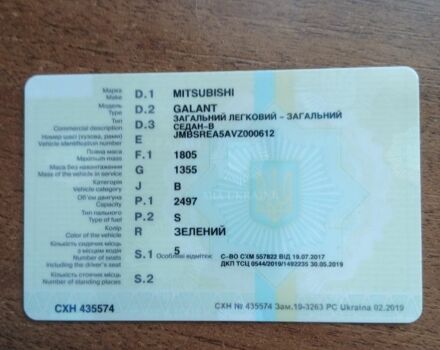 Марка D.1 MITSUBISHI
Make
Модель D.2 GALANT
Type ЗАГАЛЬНИЙ ЛЕГКОВИЙ - ЗАГАЛЬНИЙ
Тип D.3 СЕДАН-В
Commercial description
Номер шасі (кузова, рами) E JMBSREA5AVZ000612
Vehicle identification number
Повна маса F.1 1805
Maximum mass
Маса без навантаження G 1355
Mass of the vehicle in service
Категорія J B
Vehicle category
Об'єм двигуна P.1 2497
Capacity
Тип пального P.2 S
Type of fuel
Колір R ЗЕЛЕНИЙ
Color of the vehicle
Кількість сидячих місць 5
з місцем водія S.1 Особливі відмітки С-ВО СХМ 557822 ВІД 19.07.2017
Number of seats ДКП ТСЦ 0544/2019/1492235 30.05.2019
including the driver's seat
Кількість стоячих місць S.2
Number of standing places
СХН 435574 СХН № 435574 Зам.19-3263 РС Ukraina 02.2019